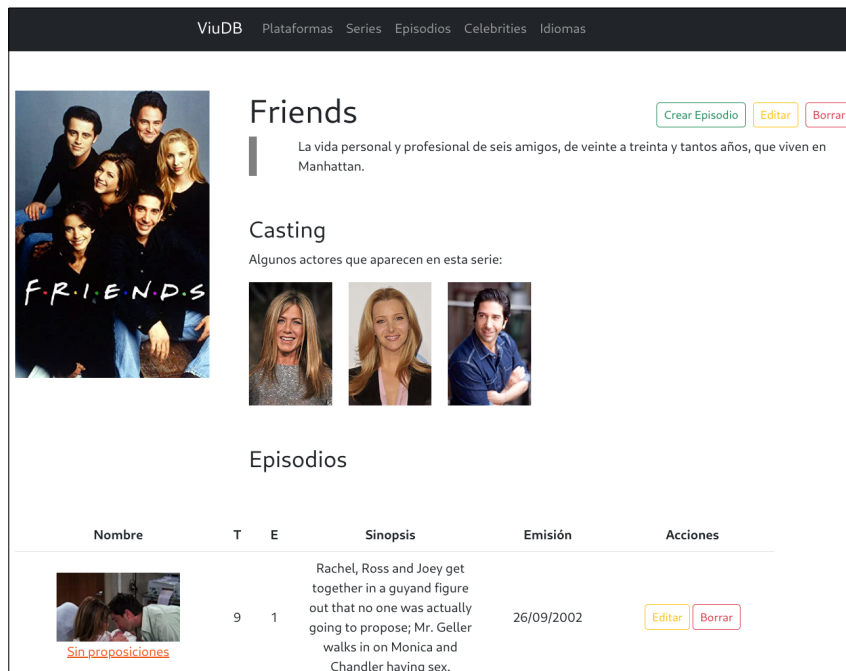 ViuDB Plataformas Series Episodios Celebrities Idiomas
Friends
Crear Episodio Editar Borrar
La vida personal y profesional de seis amigos, de veinte a treinta y tantos años, que viven en
Manhattan.
F·R·I·E·N·D·S
Casting
Algunos actores que aparecen en esta serie:
Episodios
Nombre T E Sinopsis Emisión Acciones
Rachel, Ross and Joey get
together in a guyand figure
out that no one was actually
going to propose; Mr. Geller
walks in on Monica and
Chandler having sex.
9 1 26/09/2002 Editar Borrar
Sin proposiciones